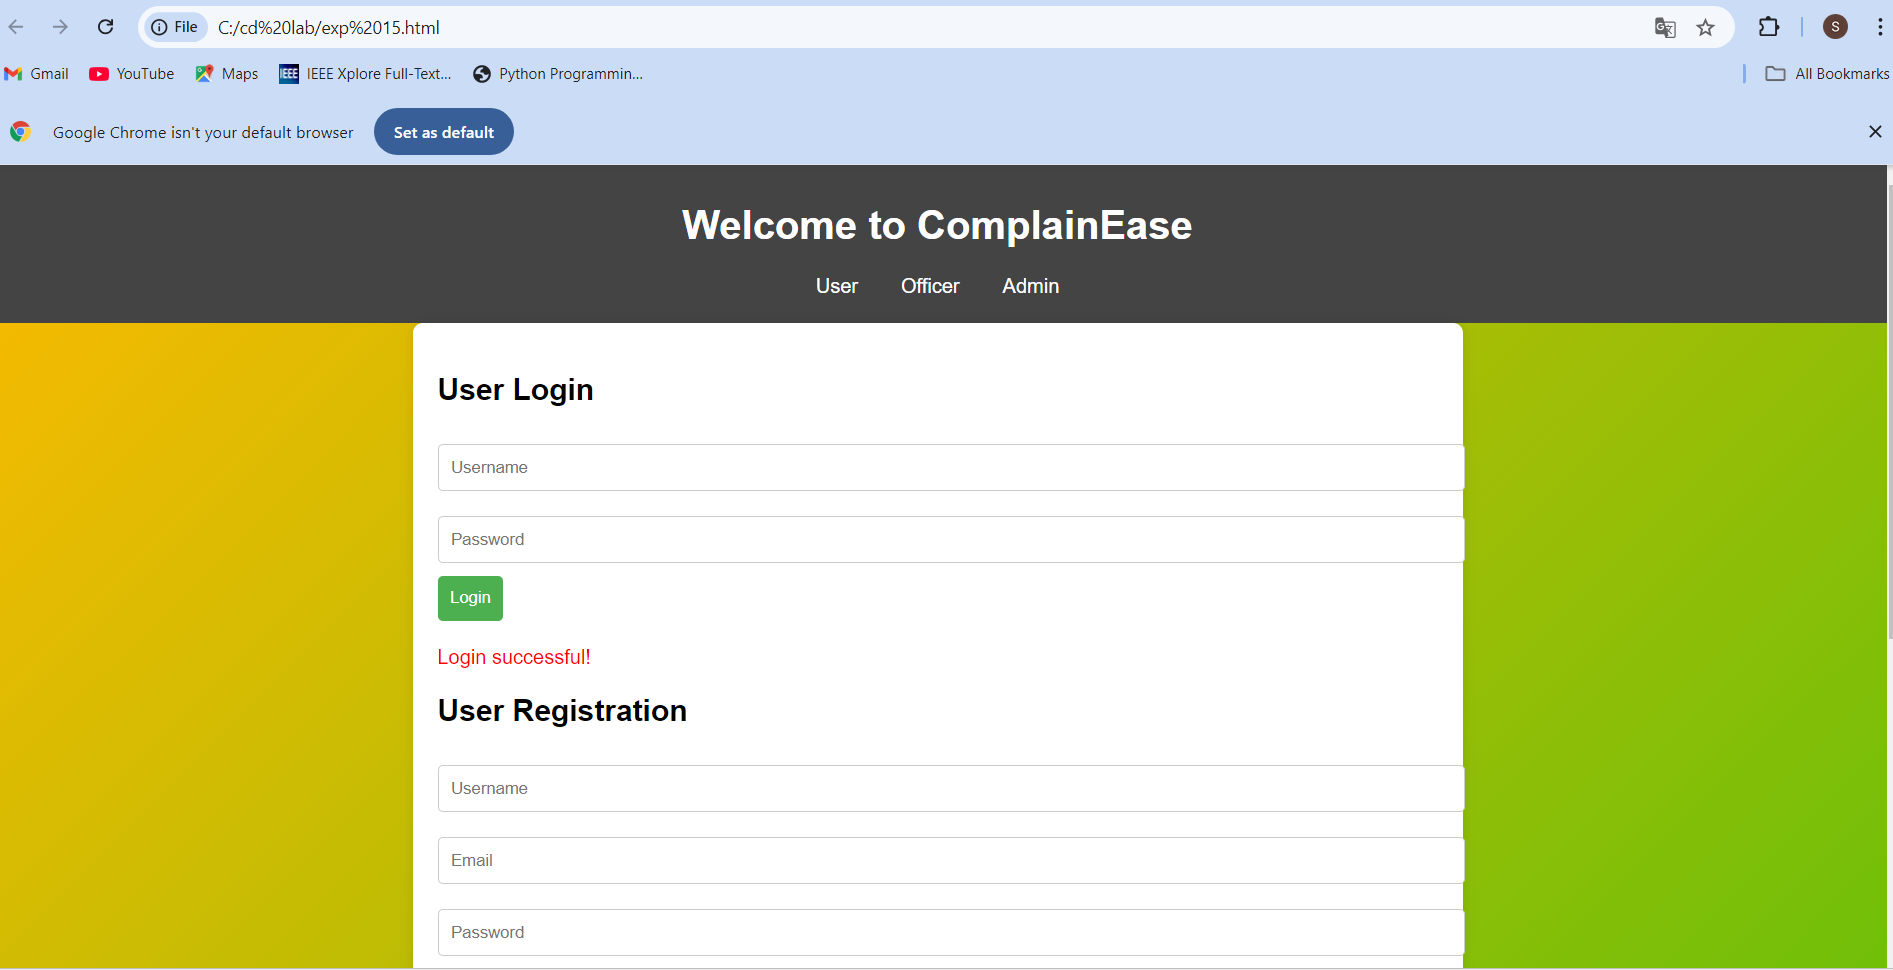 File C:/cd%20lab/exp%2015.html S
Gmail YouTube Maps IEEE IEEE Xplore Full-Text... Python Programmin... All Bookmarks
Google Chrome isn't your default browser Set as default
Welcome to ComplainEase
User Officer Admin
User Login
Username
Password
Login
Login successful!
User Registration
Username
Email
Password